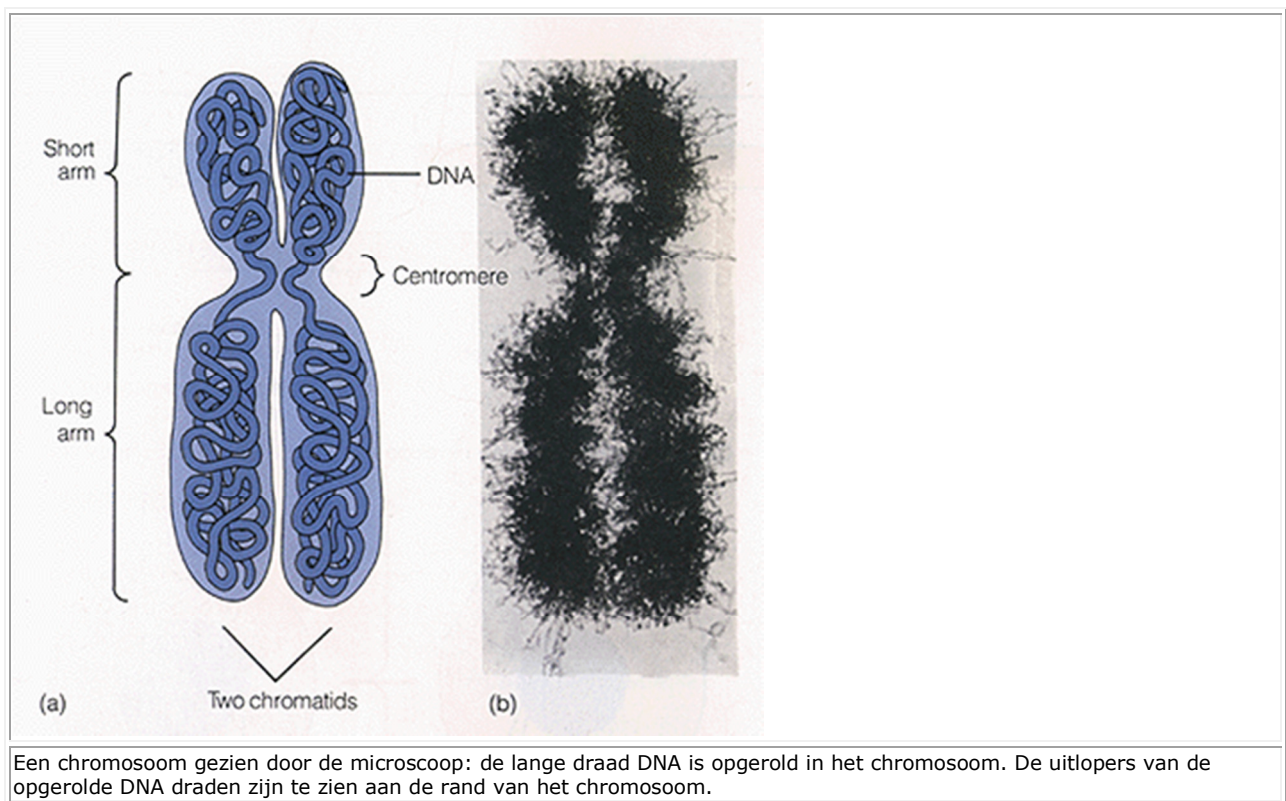 Short
arm
DNA
Centromere
Long
arm
Two chromatids
(a)
(b)
Een chromosoom gezien door de microscoop: de lange draad DNA is opgerold in het chromosoom. De uitlopers van de
opgerolde DNA draden zijn te zien aan de rand van het chromosoom.